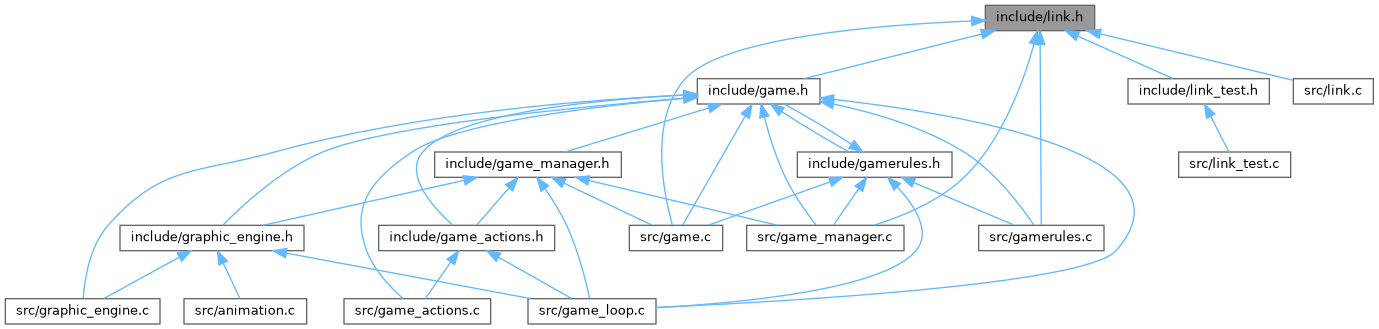 include/link.h
include/game.h
include/link_test.h
src/link.c
include/game_manager.h
include/gamerules.h
src/link_test.c
include/graphic_engine.h
include/game_actions.h
src/game.c
src/game_manager.c
src/gamerules.c
src/graphic_engine.c
src/animation.c
src/game_actions.c
src/game_loop.c